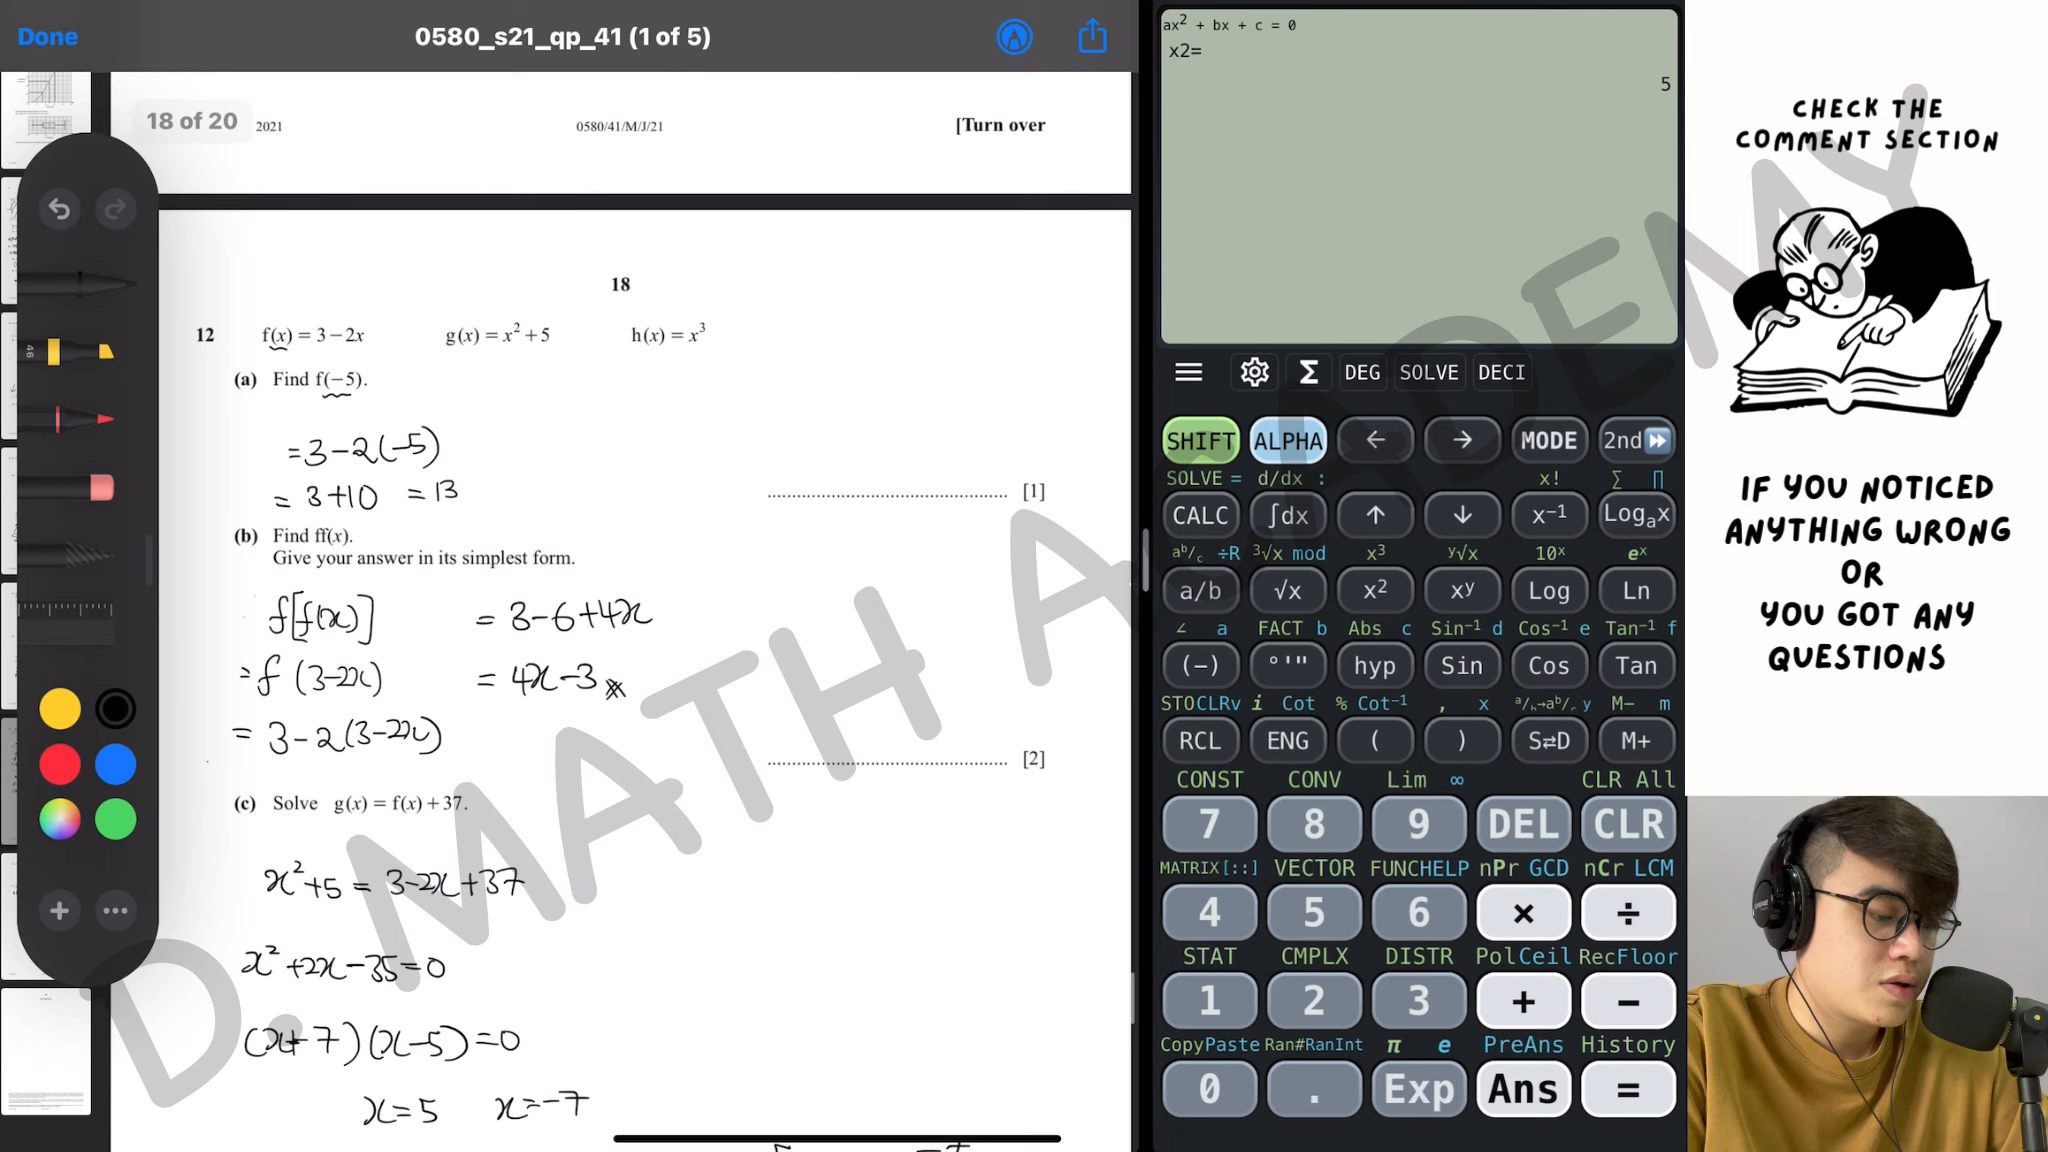 Done
0580_s21_qp_41 (1 of 5)
18 of 20
2021
0580/41/M/J/21
[Turn over
18
12 f(x) = 3 − 2x g(x) = x² + 5 h(x) = x³
(a) Find f(−5).
= 3 − 2(−5)
= 3+10 = 13
[1]
(b) Find ff(x).
Give your answer in its simplest form.
f[f(x)] = 3−6+4x
= f (3−2x) = 4x−3
= 3−2(3−2x)
[2]
(c) Solve g(x) = f(x) + 37.
x²+5 = 3−2x+37
x²+2x−35=0
(x+7)(x−5)=0
x=5 x=−7
46
D. MATH ACADEMY
ax² + bx + c = 0
x2=
5
DEG SOLVE DECI
SHIFT ALPHA ← → MODE 2nd
SOLVE = d/dx : x! ∑ ∏
CALC ∫dx ↑ ↓ x⁻¹ Logₐx
aᵇ/c ÷R ³√x mod x³ ʸ√x 10ˣ eˣ
a/b √x x² xʸ Log Ln
∠ a FACT b Abs c Sin⁻¹ d Cos⁻¹ e Tan⁻¹ f
(−) °'" hyp Sin Cos Tan
STO CLRv i Cot % Cot⁻¹ , x y M− m
RCL ENG ( ) S⇄D M+
CONST CONV Lim ∞ CLR All
7 8 9 DEL CLR
MATRIX [::] VECTOR FUNC HELP nPr GCD nCr LCM
4 5 6 × ÷
STAT CMPLX DISTR Pol Ceil Rec Floor
1 2 3 + −
Copy Paste Ran# RanInt π e PreAns History
0 . Exp Ans =
CHECK THE
COMMENT SECTION
IF YOU NOTICED
ANYTHING WRONG
OR
YOU GOT ANY
QUESTIONS